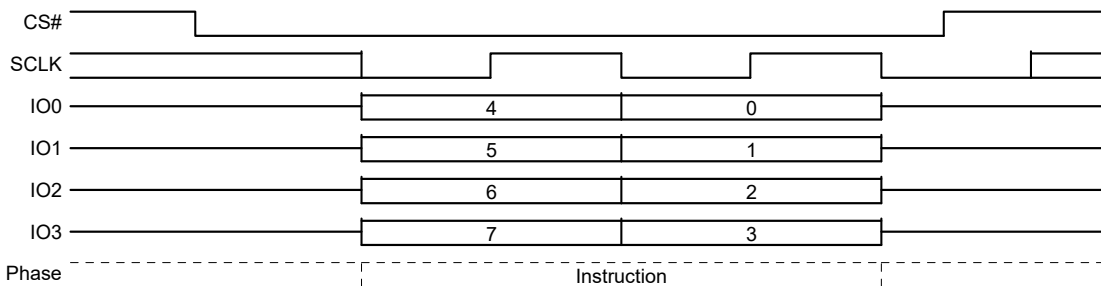 CS#
SCLK
IO0 4 0
IO1 5 1
IO2 6 2
IO3 7 3
Phase Instruction